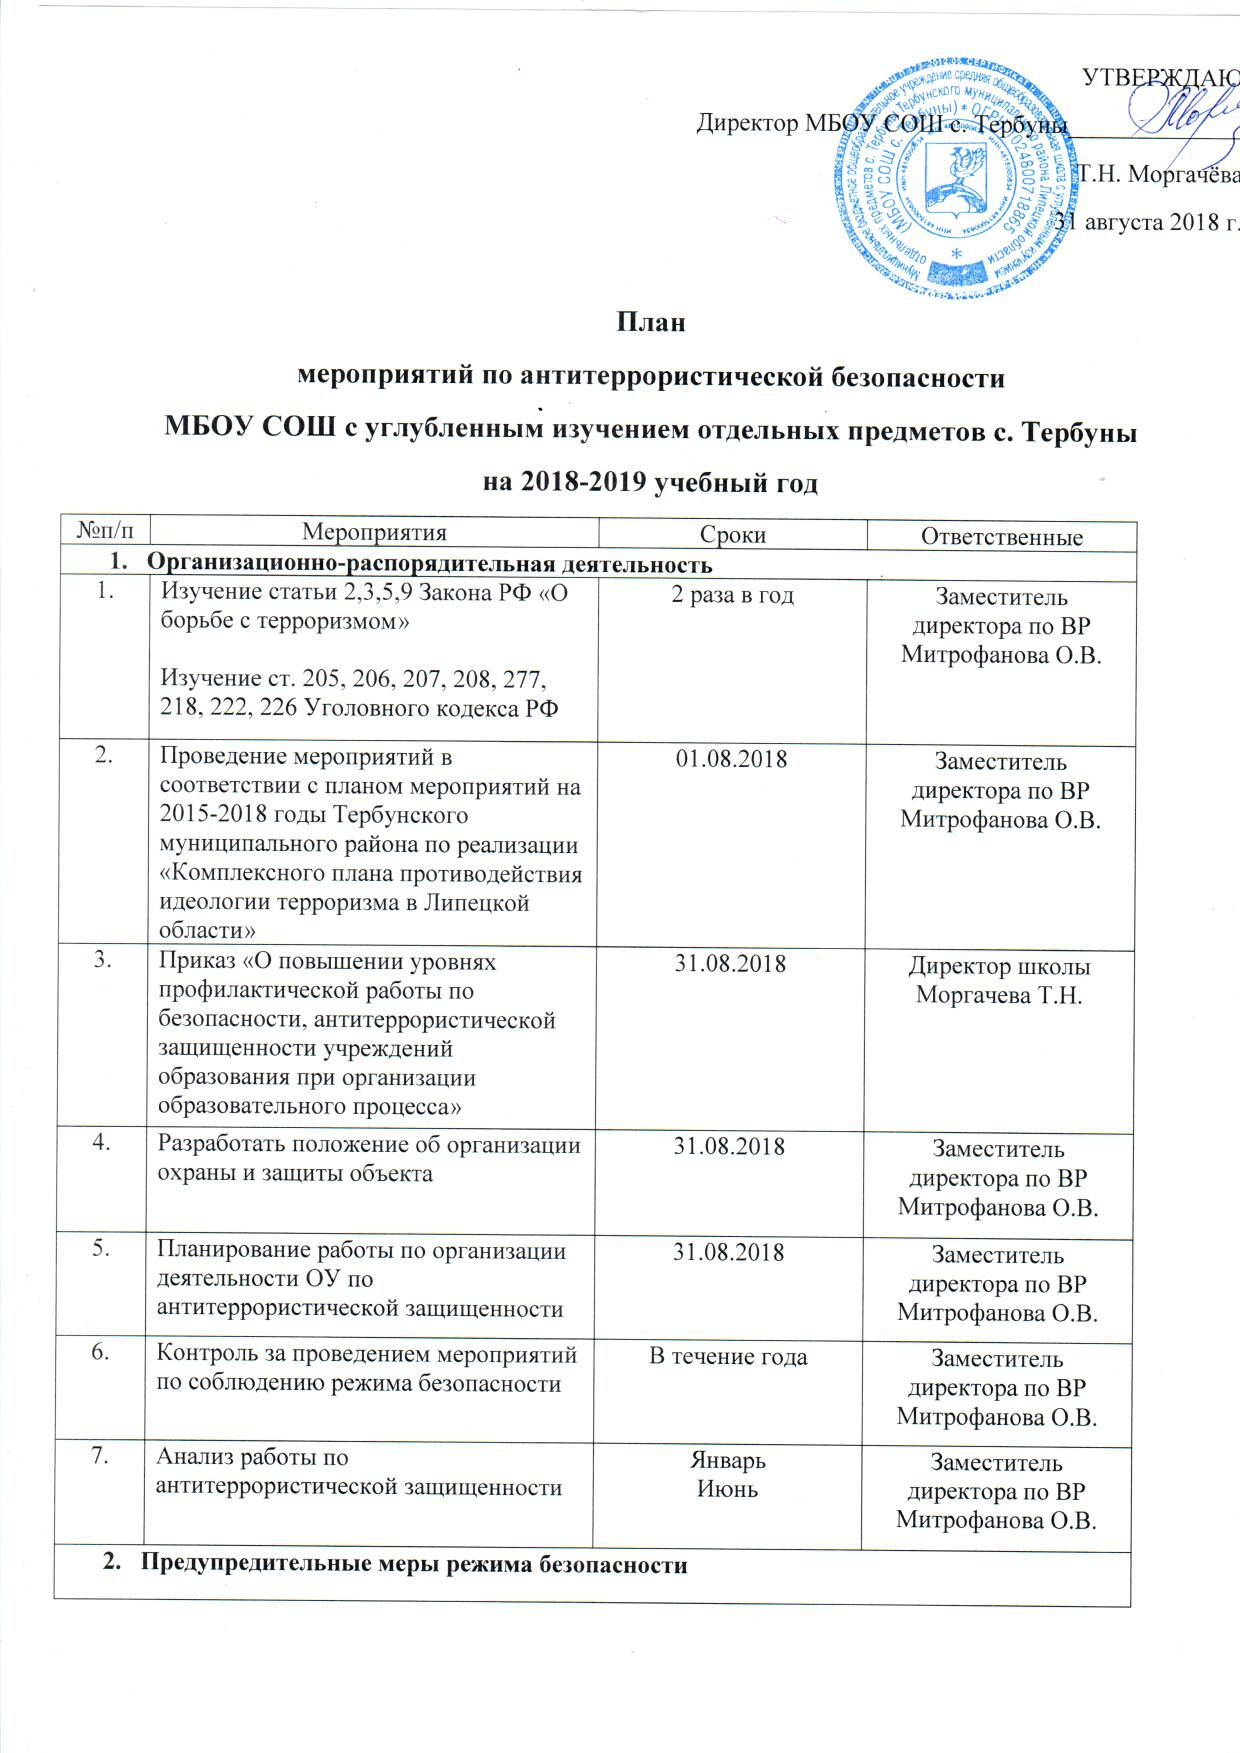 УТВЕРЖДАЮ
Директор МБОУ СОШ с. Тербуны
Т.Н. Моргачёва
31 августа 2018 г.
План
мероприятий по антитеррористической безопасности
МБОУ СОШ с углубленным изучением отдельных предметов с. Тербуны
на 2018-2019 учебный год
№п/п Мероприятия Сроки Ответственные
1. Организационно-распорядительная деятельность
1. Изучение статьи 2,3,5,9 Закона РФ «О
борьбе с терроризмом»
Изучение ст. 205, 206, 207, 208, 277,
218, 222, 226 Уголовного кодекса РФ
2 раза в год
Заместитель
директора по ВР
Митрофанова О.В.
2. Проведение мероприятий в
соответствии с планом мероприятий на
2015-2018 годы Тербунского
муниципального района по реализации
«Комплексного плана противодействия
идеологии терроризма в Липецкой
области»
01.08.2018
Заместитель
директора по ВР
Митрофанова О.В.
3. Приказ «О повышении уровнях
профилактической работы по
безопасности, антитеррористической
защищенности учреждений
образования при организации
образовательного процесса»
31.08.2018
Директор школы
Моргачева Т.Н.
4. Разработать положение об организации
охраны и защиты объекта
31.08.2018
Заместитель
директора по ВР
Митрофанова О.В.
5. Планирование работы по организации
деятельности ОУ по
антитеррористической защищенности
31.08.2018
Заместитель
директора по ВР
Митрофанова О.В.
6. Контроль за проведением мероприятий
по соблюдению режима безопасности
В течение года
Заместитель
директора по ВР
Митрофанова О.В.
7. Анализ работы по
антитеррористической защищенности
Январь
Июнь
Заместитель
директора по ВР
Митрофанова О.В.
2. Предупредительные меры режима безопасности